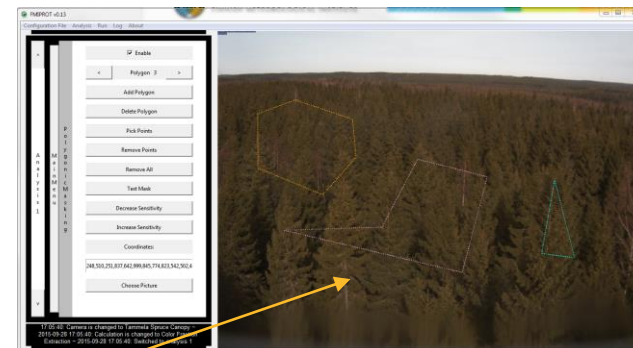 FMIPROT v0.13
Configuration File Analysis Run Log About
Enable
< Polygon 3 >
Add Polygon
Delete Polygon
Pick Points
Remove Points
Remove All
Test Mask
Decrease Sensitivity
Increase Sensitivity
Coordinates:
Choose Picture
Analysis 1
Main Menu
Polygonic Masking
17:05:40: Camera is changed to Tammela Spruce Canopy ~
2015-09-28 17:05:40: Calculation is changed to Color Fraction
Extraction ~ 2015-09-28 17:05:40: Switched to analysis 1